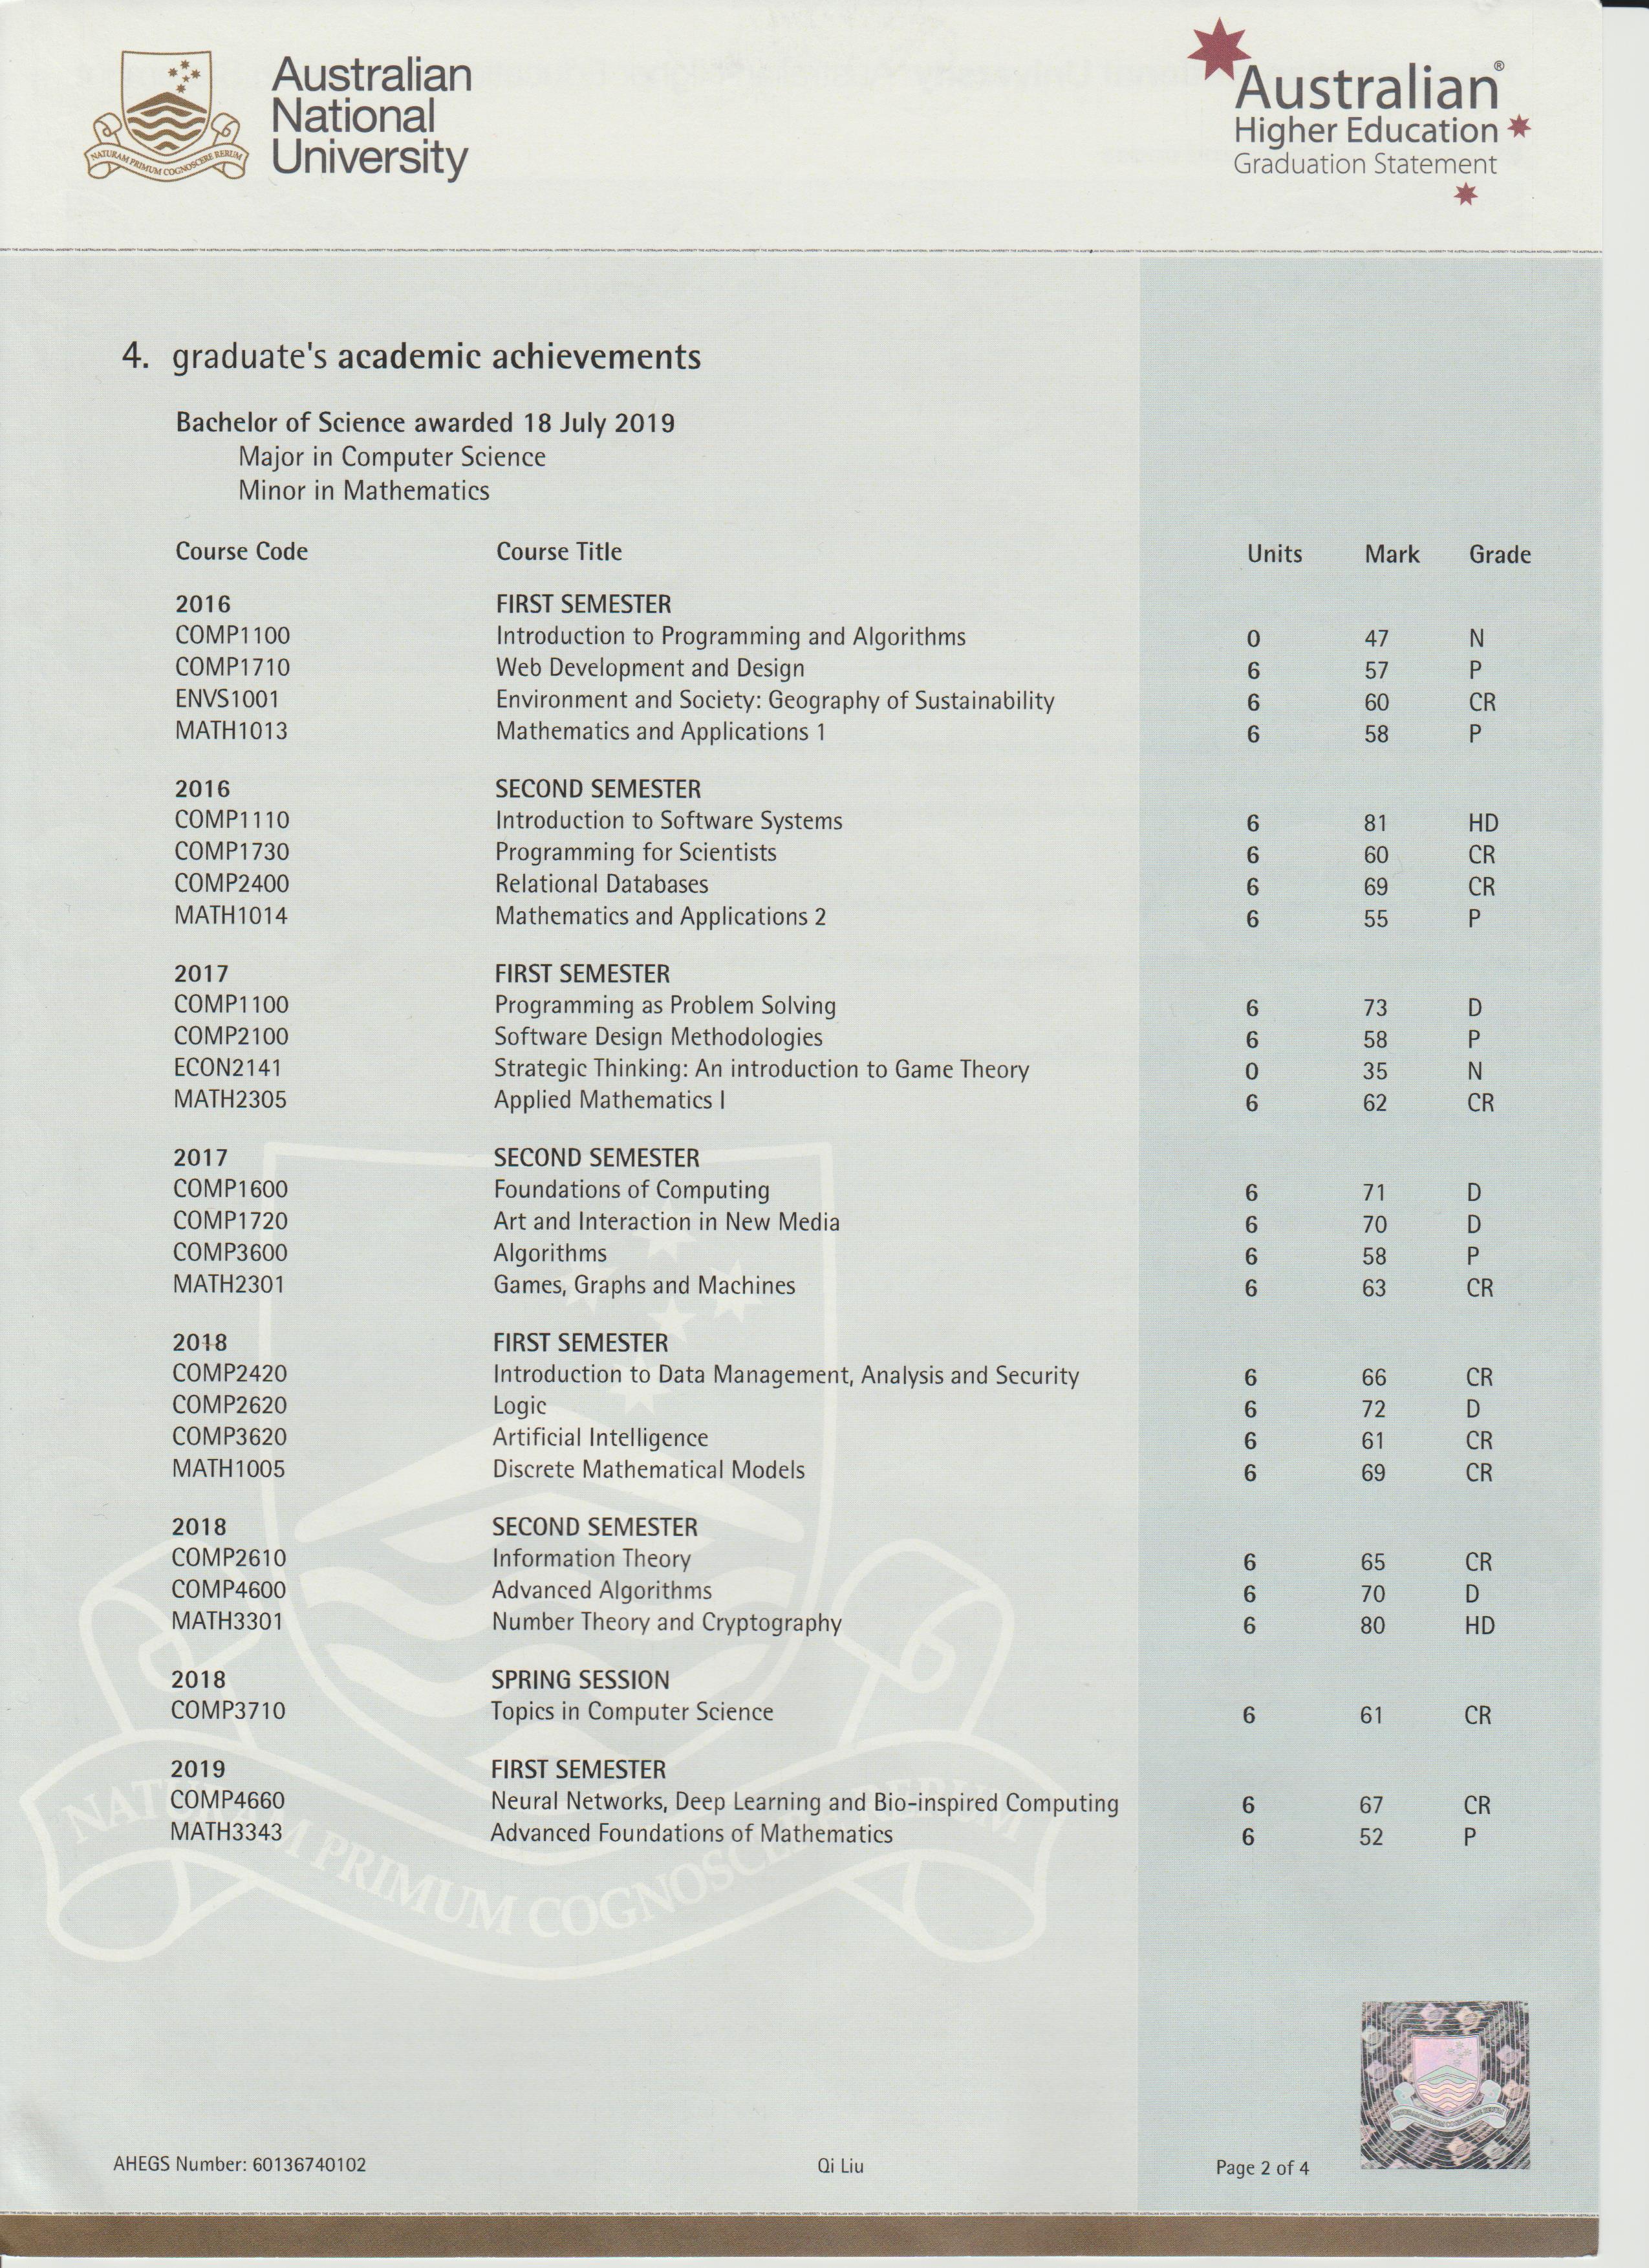 Australian
National
University
NATURAM PRIMUM COGNOSCERE RERUM
Australian®
Higher Education
Graduation Statement
4. graduate's academic achievements
Bachelor of Science awarded 18 July 2019
Major in Computer Science
Minor in Mathematics
Course Code Course Title Units Mark Grade
2016 FIRST SEMESTER
COMP1100 Introduction to Programming and Algorithms 0 47 N
COMP1710 Web Development and Design 6 57 P
ENVS1001 Environment and Society: Geography of Sustainability 6 60 CR
MATH1013 Mathematics and Applications 1 6 58 P
2016 SECOND SEMESTER
COMP1110 Introduction to Software Systems 6 81 HD
COMP1730 Programming for Scientists 6 60 CR
COMP2400 Relational Databases 6 69 CR
MATH1014 Mathematics and Applications 2 6 55 P
2017 FIRST SEMESTER
COMP1100 Programming as Problem Solving 6 73 D
COMP2100 Software Design Methodologies 6 58 P
ECON2141 Strategic Thinking: An introduction to Game Theory 0 35 N
MATH2305 Applied Mathematics I 6 62 CR
2017 SECOND SEMESTER
COMP1600 Foundations of Computing 6 71 D
COMP1720 Art and Interaction in New Media 6 70 D
COMP3600 Algorithms 6 58 P
MATH2301 Games, Graphs and Machines 6 63 CR
2018 FIRST SEMESTER
COMP2420 Introduction to Data Management, Analysis and Security 6 66 CR
COMP2620 Logic 6 72 D
COMP3620 Artificial Intelligence 6 61 CR
MATH1005 Discrete Mathematical Models 6 69 CR
2018 SECOND SEMESTER
COMP2610 Information Theory 6 65 CR
COMP4600 Advanced Algorithms 6 70 D
MATH3301 Number Theory and Cryptography 6 80 HD
2018 SPRING SESSION
COMP3710 Topics in Computer Science 6 61 CR
2019 FIRST SEMESTER
COMP4660 Neural Networks, Deep Learning and Bio-inspired Computing 6 67 CR
MATH3343 Advanced Foundations of Mathematics 6 52 P
NATURAM PRIMUM COGNOSCERE RERUM
AHEGS Number: 60136740102 Qi Liu Page 2 of 4